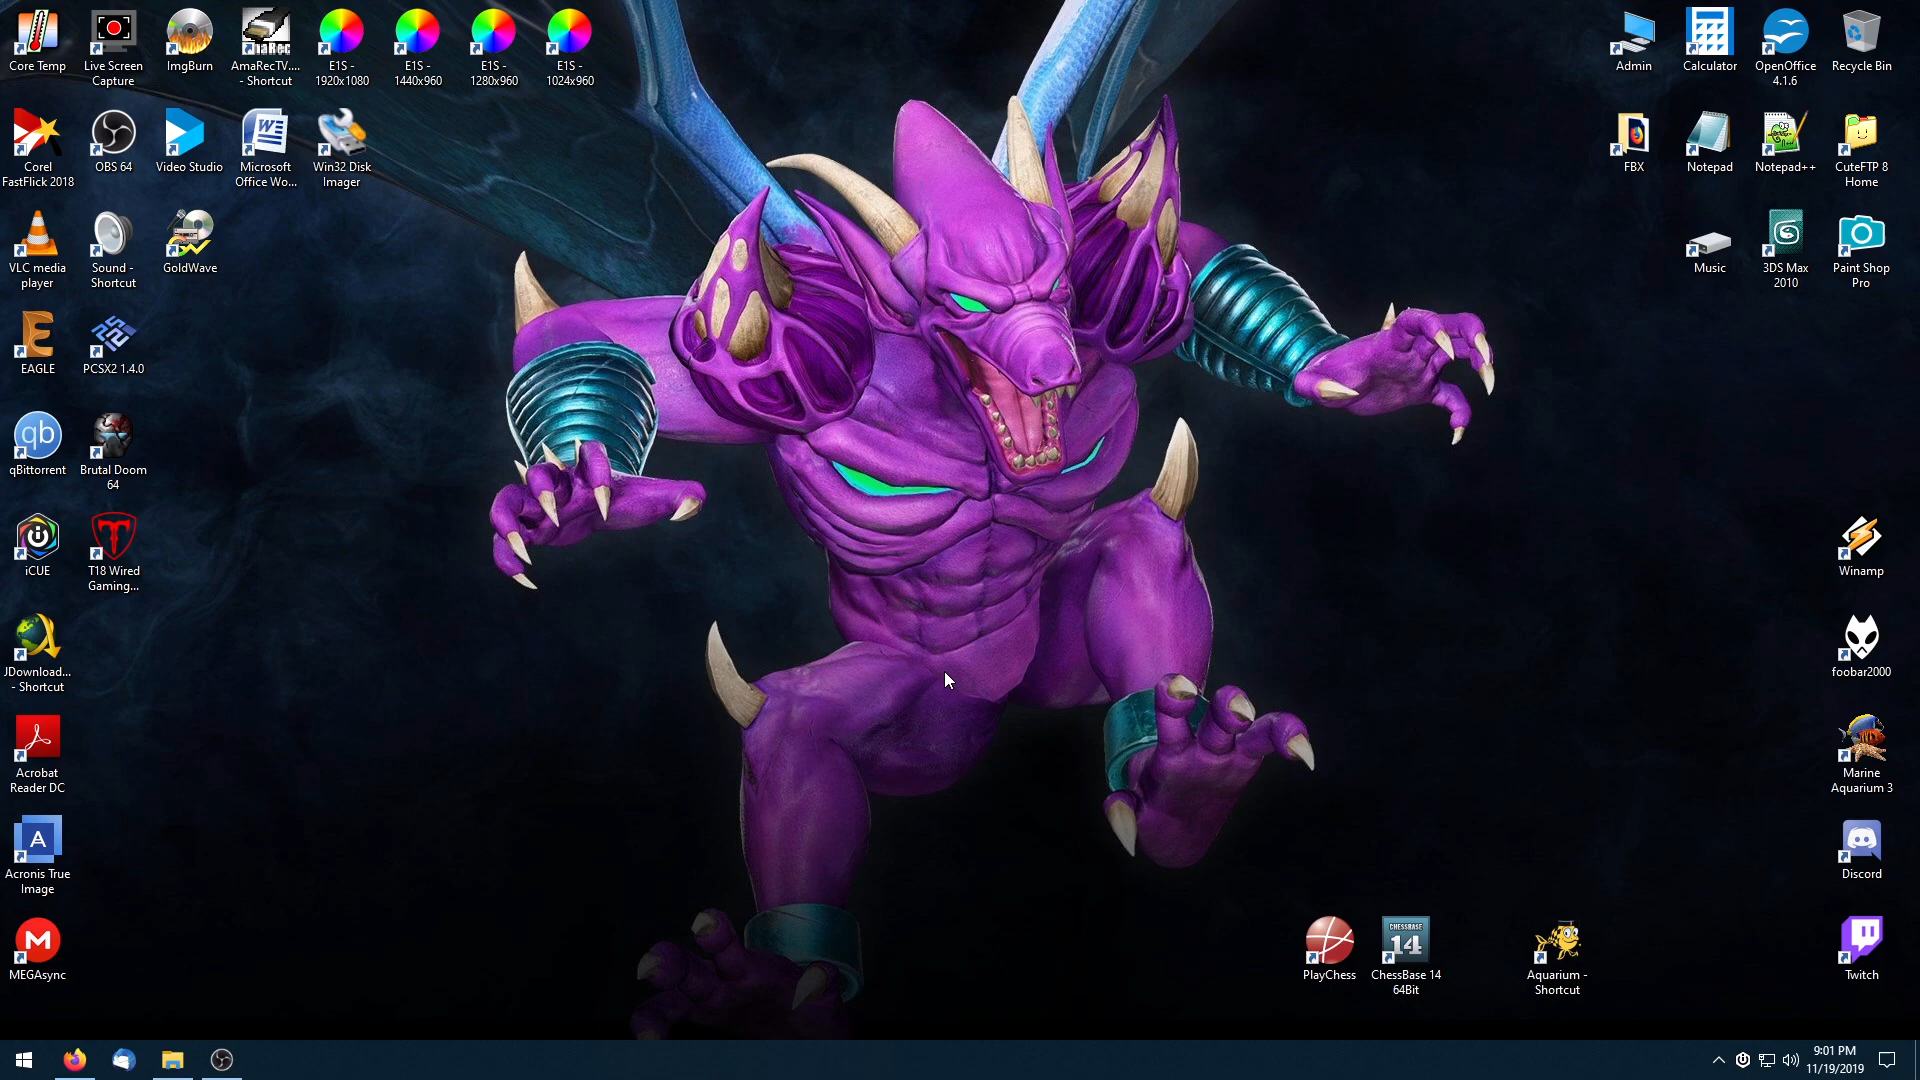 Core Temp
Live Screen
Capture
ImgBurn
AmaRec
AmaRecTV....
- Shortcut
E1S -
1920x1080
E1S -
1440x960
E1S -
1280x960
E1S -
1024x960
Admin
Calculator
OpenOffice
4.1.6
Recycle Bin
Corel
FastFlick 2018
OBS 64
Video Studio
W
Microsoft
Office Wo...
Win32 Disk
Imager
FBX
Notepad
Notepad++
CuteFTP 8
Home
VLC media
player
Sound -
Shortcut
GoldWave
Music
3DS Max
2010
Paint Shop
Pro
EAGLE
PCSX2 1.4.0
qb
qBittorrent
Brutal Doom
64
iCUE
T18 Wired
Gaming...
Winamp
JDownload...
- Shortcut
foobar2000
Acrobat
Reader DC
Marine
Aquarium 3
A
Acronis True
Image
Discord
M
MEGAsync
PlayChess
CHESSBASE
14
ChessBase 14
64Bit
Aquarium -
Shortcut
Twitch
9:01 PM
11/19/2019